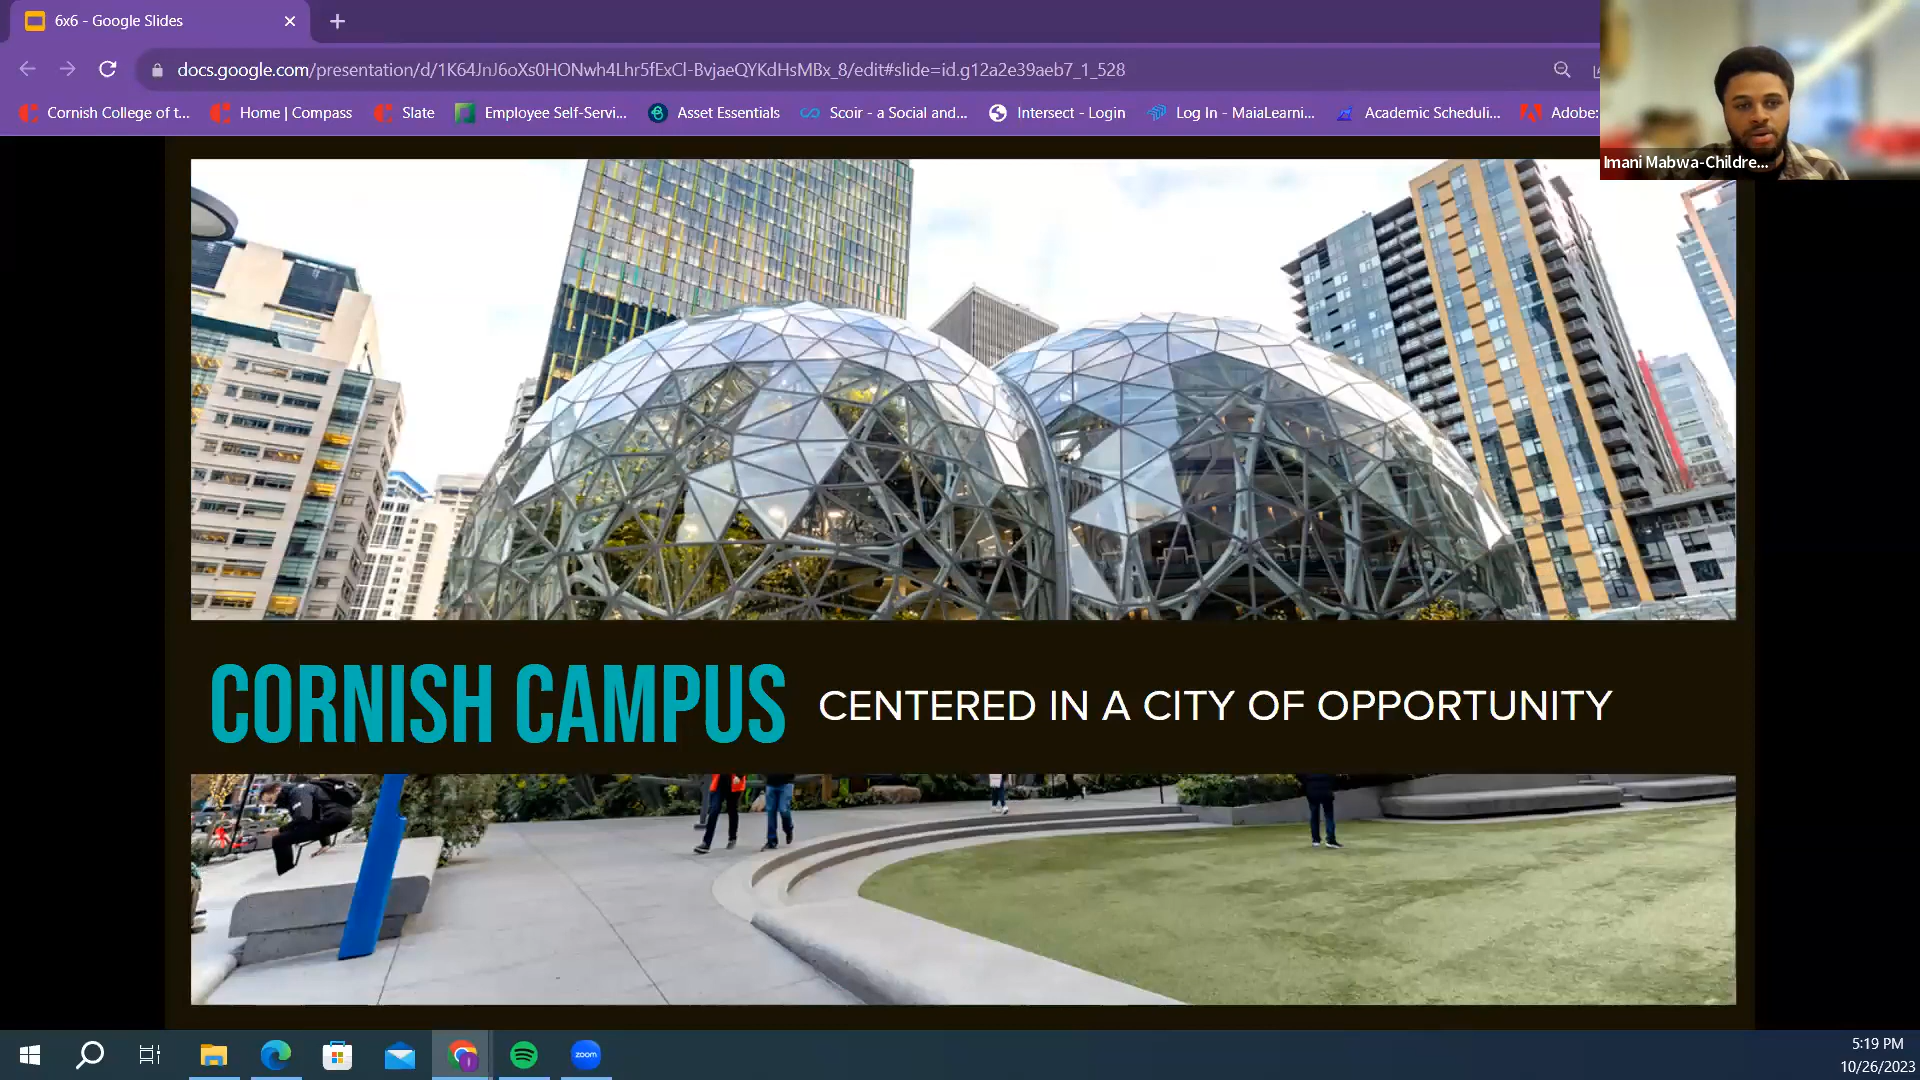 6x6 - Google Slides
docs.google.com/presentation/d/1K64JnJ6oXs0HONwh4Lhr5fExCl-BvjaeQYKdHsMBx_8/edit#slide=id.g12a2e39aeb7_1_528
Cornish College of t... Home | Compass Slate Employee Self-Servi... Asset Essentials Scoir - a Social and... Intersect - Login Log In - MaiaLearni... Academic Scheduli... Adobe:
Imani Mabwa-Childre...
CORNISH CAMPUS CENTERED IN A CITY OF OPPORTUNITY
zoom
5:19 PM
10/26/2023